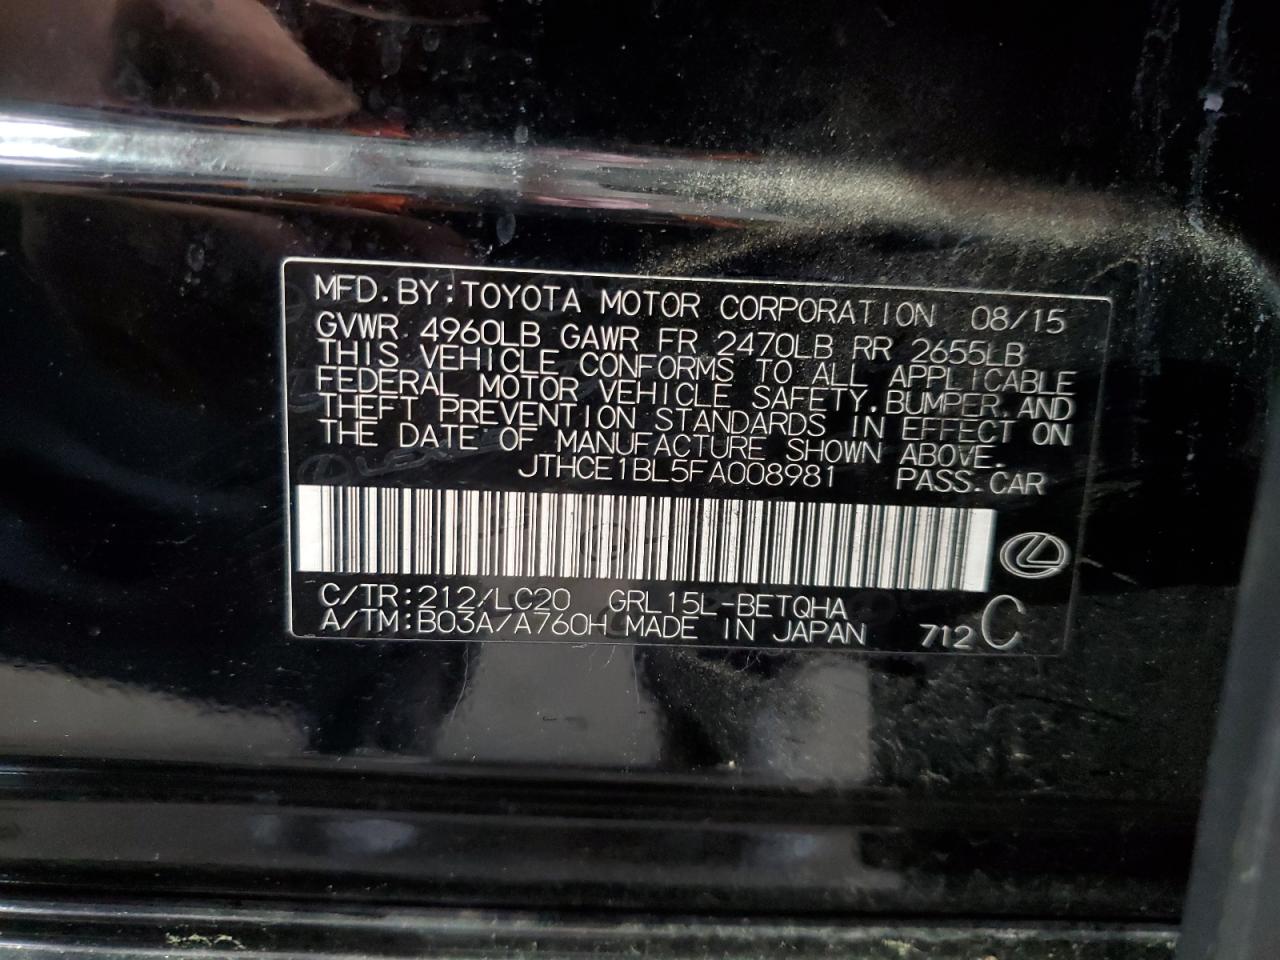 MFD.BY:TOYOTA MOTOR CORPORATION 08/15
GVWR 4960LB GAWR FR 2470LB RR 2655LB
THIS VEHICLE CONFORMS TO ALL APPLICABLE
FEDERAL MOTOR VEHICLE SAFETY,BUMPER,AND
THEFT PREVENTION STANDARDS IN EFFECT ON
THE DATE OF MANUFACTURE SHOWN ABOVE.
JTHCE1BL5FA008981 PASS.CAR
C/TR:212/LC20 GRL15L-BETQHA
A/TM:B03A/A760H MADE IN JAPAN 712 C